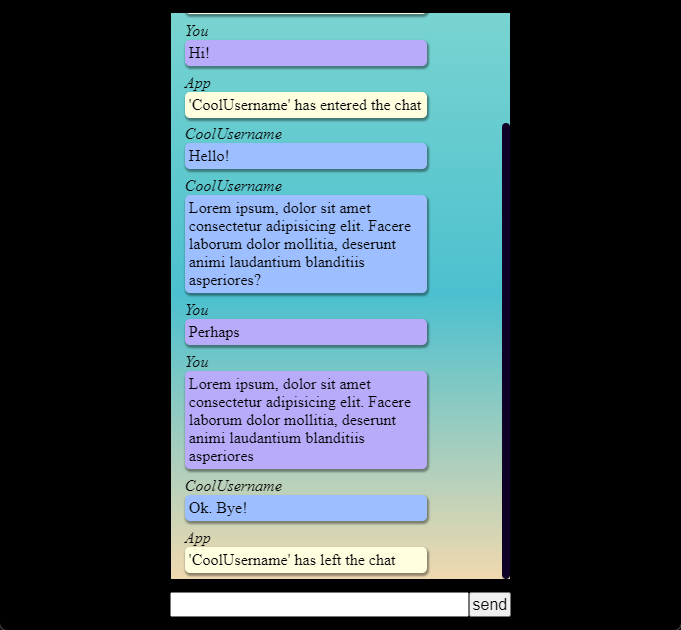 You
Hi!
App
'CoolUsername' has entered the chat
CoolUsername
Hello!
CoolUsername
Lorem ipsum, dolor sit amet
consectetur adipisicing elit. Facere
laborum dolor mollitia, deserunt
animi laudantium blanditiis
asperiores?
You
Perhaps
You
Lorem ipsum, dolor sit amet
consectetur adipisicing elit. Facere
laborum dolor mollitia, deserunt
animi laudantium blanditiis
asperiores
CoolUsername
Ok. Bye!
App
'CoolUsername' has left the chat
send